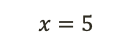 x = 5